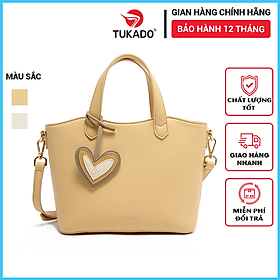 TUKADO®
GIAN HÀNG CHÍNH HÃNG
BẢO HÀNH 12 THÁNG
MÀU SẮC
CHẤT LƯỢNG
TỐT
GIAO HÀNG
NHANH
MIỄN PHÍ
ĐỔI TRẢ